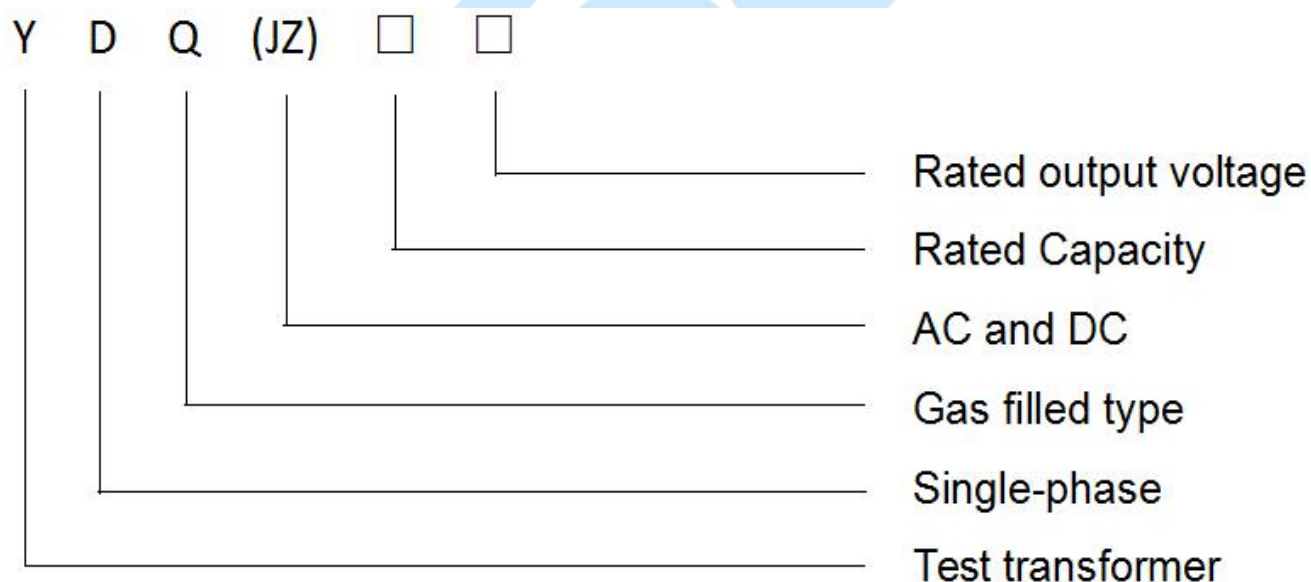 Y D Q (JZ) □ □
Rated output voltage
Rated Capacity
AC and DC
Gas filled type
Single-phase
Test transformer